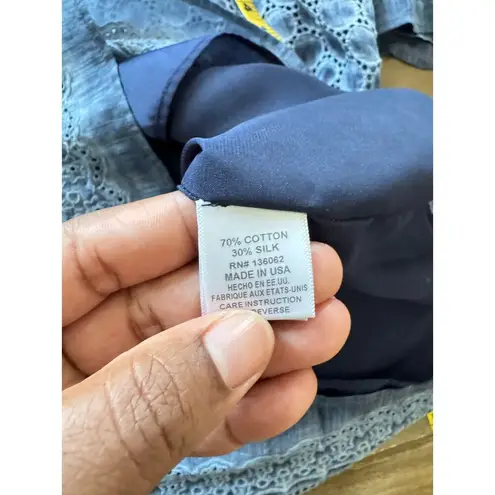 70% COTTON
30% SILK
RN# 136062
MADE IN USA
HECHO EN EE.UU.
FABRIQUE AUX ETATS-UNIS
CARE INSTRUCTION
REVERSE